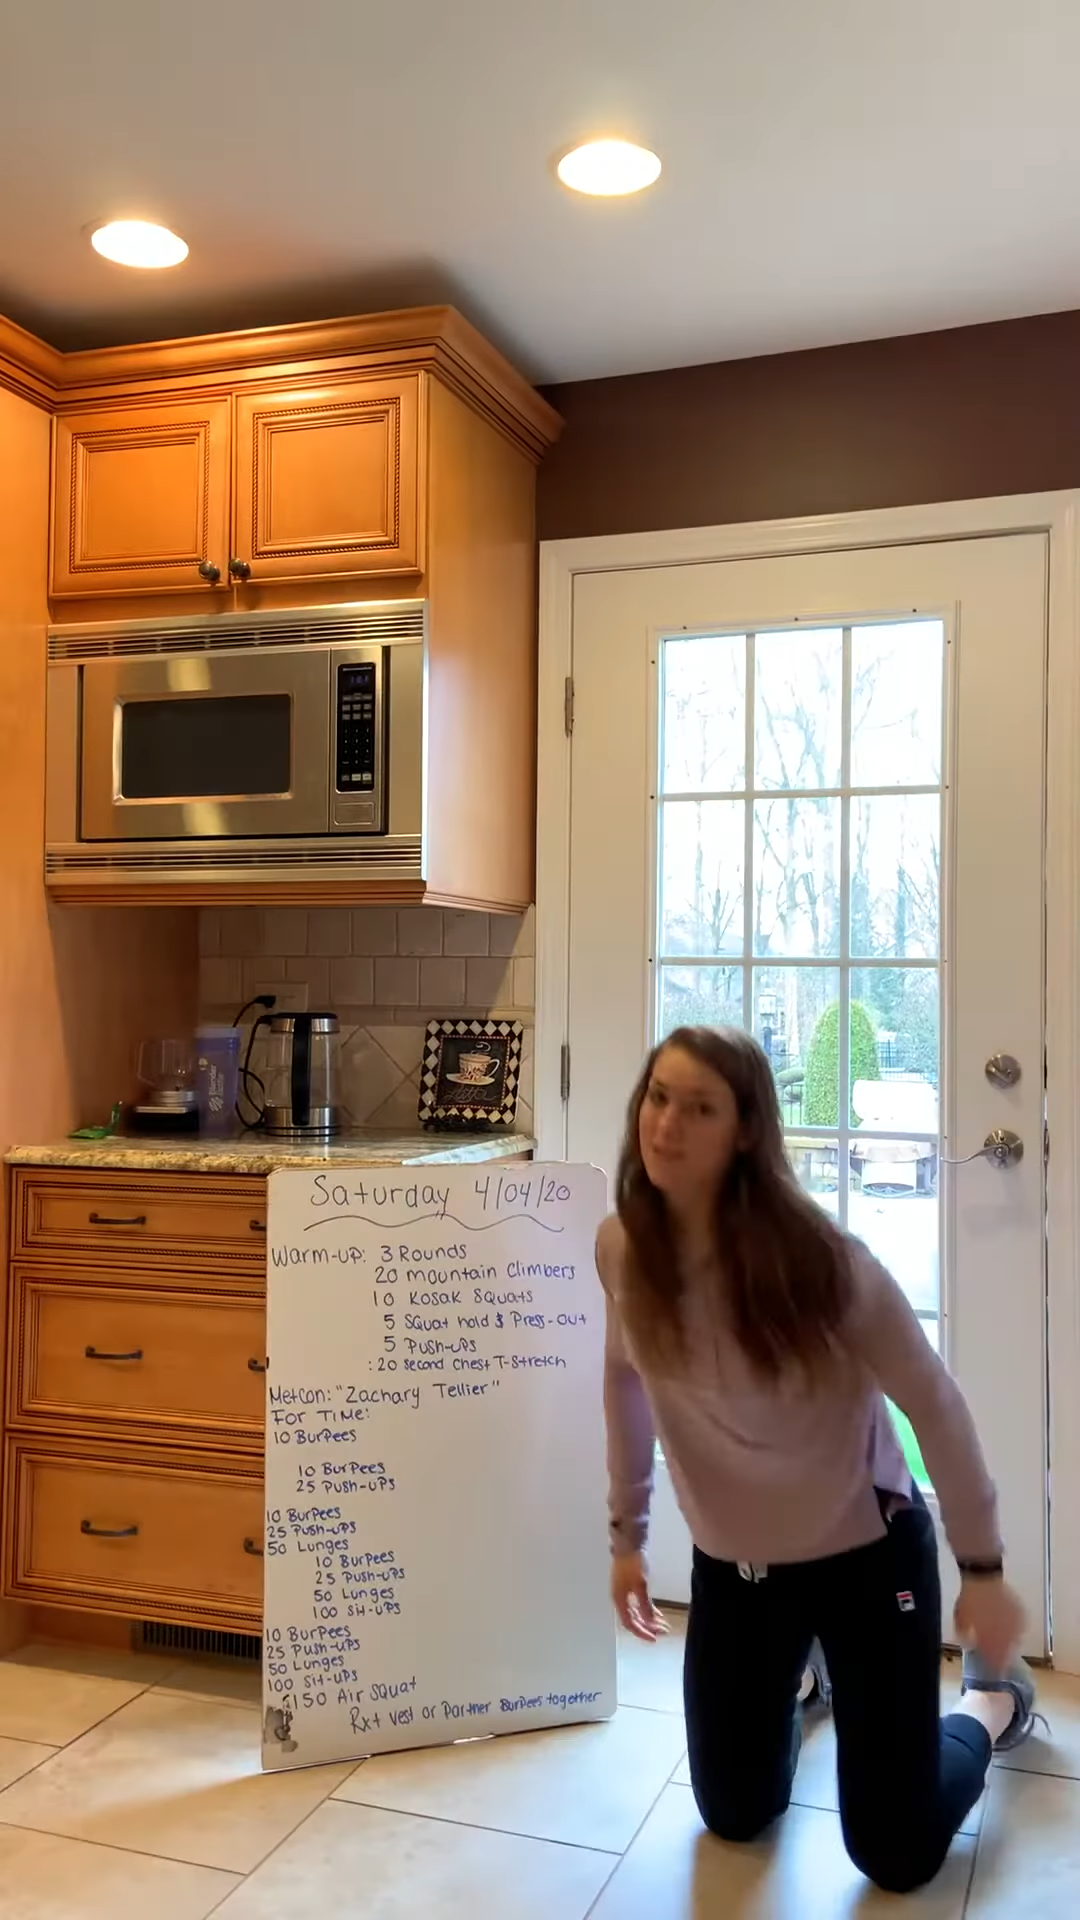 Saturday 4/04/20
Warm-up: 3 Rounds
20 mountain climbers
10 Kosak Squats
5 Squat hold & Press-out
5 Push-ups
:20 second chest T-Stretch
Metcon: "Zachary Tellier"
For Time:
10 Burpees
10 Burpees
25 Push-ups
10 Burpees
25 Push-ups
50 Lunges
10 Burpees
25 Push-ups
50 Lunges
100 Sit-ups
10 Burpees
25 Push-ups
50 Lunges
100 Sit-ups
150 Air Squat
Rx+ vest or Partner Burpees together
Latte
FILA